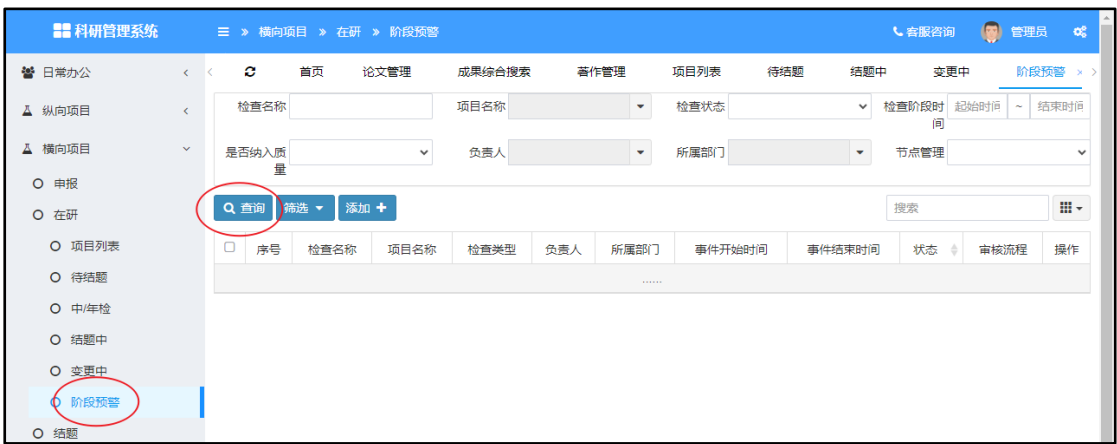 科研管理系统 » 横向项目 » 在研 » 阶段预警 客服咨询 管理员
日常办公 首页 论文管理 成果综合搜索 著作管理 项目列表 待结题 结题中 变更中 阶段预警 »
纵向项目 检查名称 项目名称 检查状态 检查阶段时间 起始时间 ~ 结束时间
横向项目 是否纳入质量 负责人 所属部门 节点管理
申报
在研 查询 筛选 添加 搜索
项目列表 序号 检查名称 项目名称 检查类型 负责人 所属部门 事件开始时间 事件结束时间 状态 审核流程 操作
待结题 ......
中/年检
结题中
变更中
阶段预警
结题